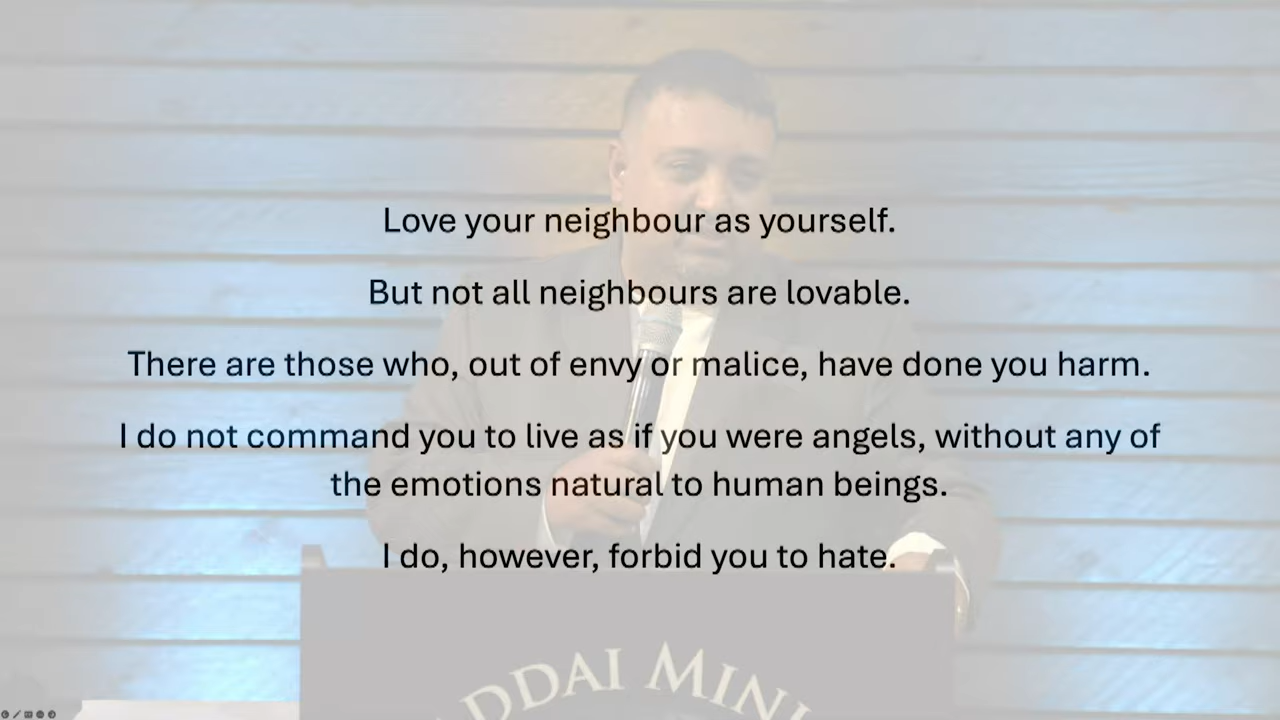 Love your neighbour as yourself.
But not all neighbours are lovable.
There are those who, out of envy or malice, have done you harm.
I do not command you to live as if you were angels, without any of
the emotions natural to human beings.
I do, however, forbid you to hate.
DDAI MINI